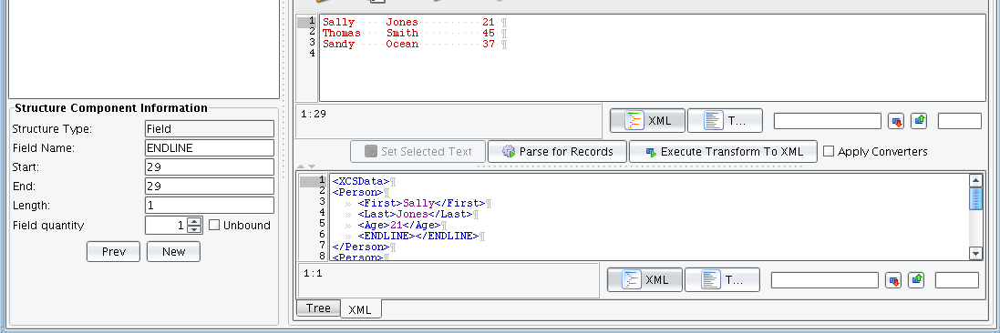 1 Sally Jones 21 ¶
2 Thomas Smith 45 ¶
3 Sandy Ocean 37 ¶
4
1:29
XML
T...
Set Selected Text
Parse for Records
Execute Transform To XML
Apply Converters
Structure Component Information
Structure Type: Field
Field Name: ENDLINE
Start: 29
End: 29
Length: 1
Field quantity 1 Unbound
Prev New
1 <XCSData>¶
2 <Person>¶
3 » <First>Sally</First>¶
4 » <Last>Jones</Last>¶
5 » <Age>21</Age>¶
6 » <ENDLINE></ENDLINE>¶
7 </Person>¶
8 <Person>¶
1:1
XML
T...
Tree XML